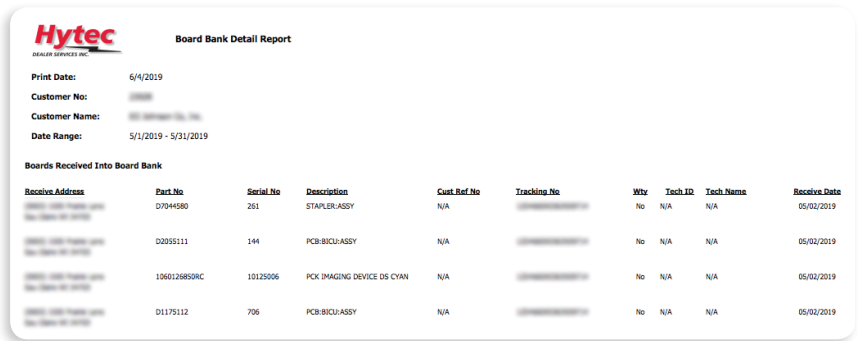 Hytec
DEALER SERVICES INC.
Board Bank Detail Report
Print Date: 6/4/2019
Customer No:
Customer Name:
Date Range: 5/1/2019 - 5/31/2019
Boards Received Into Board Bank
Receive Address Part No Serial No Description Cust Ref No Tracking No Wty Tech ID Tech Name Receive Date
D7044580 261 STAPLER:ASSY N/A No N/A N/A 05/02/2019
D2055111 144 PCB:BICU:ASSY N/A No N/A N/A 05/02/2019
1060126850RC 10125006 PCK IMAGING DEVICE DS CYAN N/A No N/A N/A 05/02/2019
D1175112 706 PCB:BICU:ASSY N/A No N/A N/A 05/02/2019